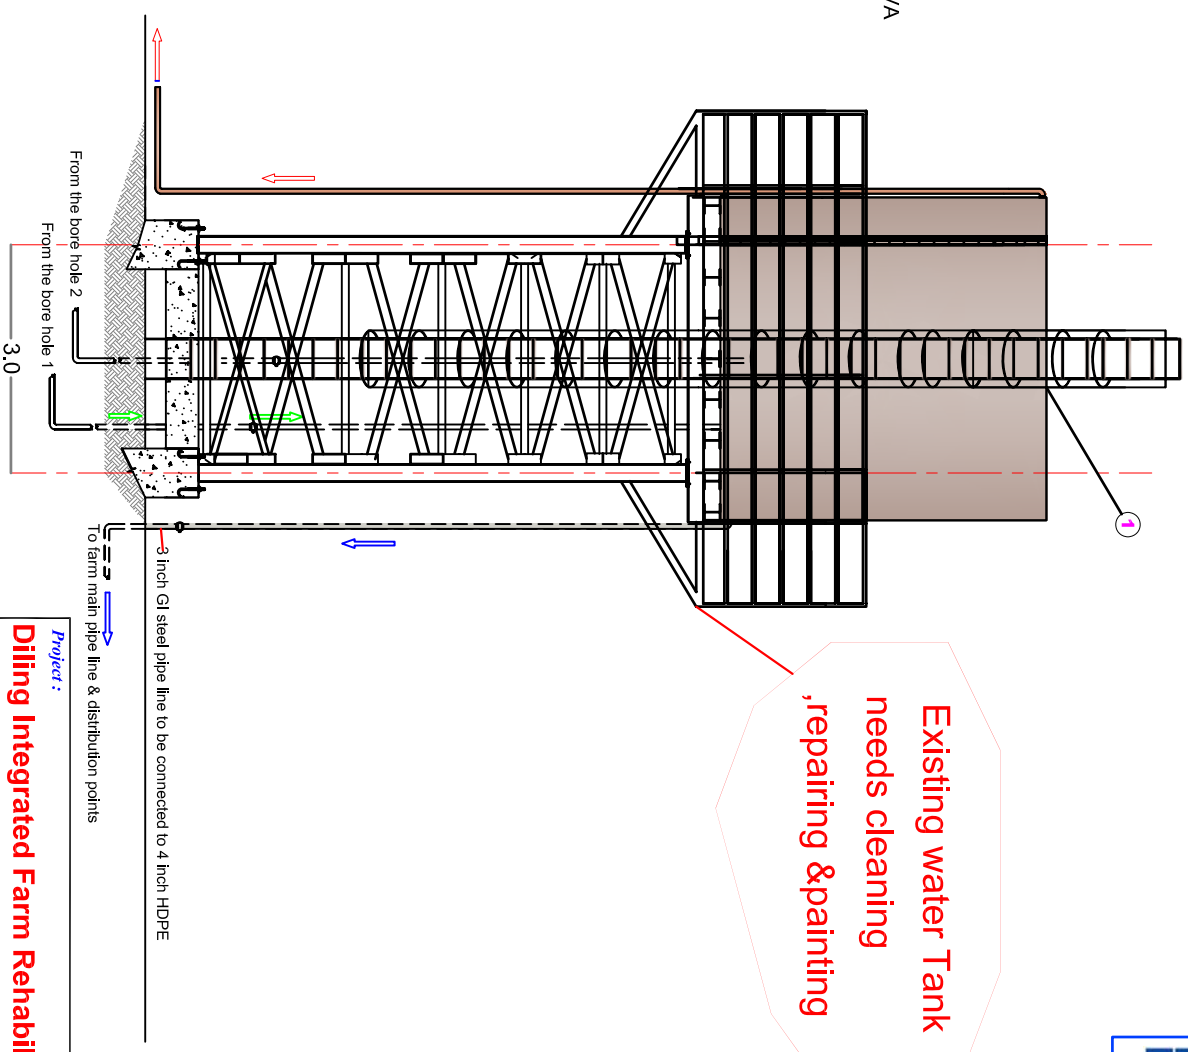 VA
1
Existing water Tank
needs cleaning
,repairing &painting
From the bore hole 2
From the bore hole 1
3.0
3 inch GI steel pipe line to be connected to 4 inch HDPE
To farm main pipe line & distribution points
Project :
Diling Integrated Farm Rehabil